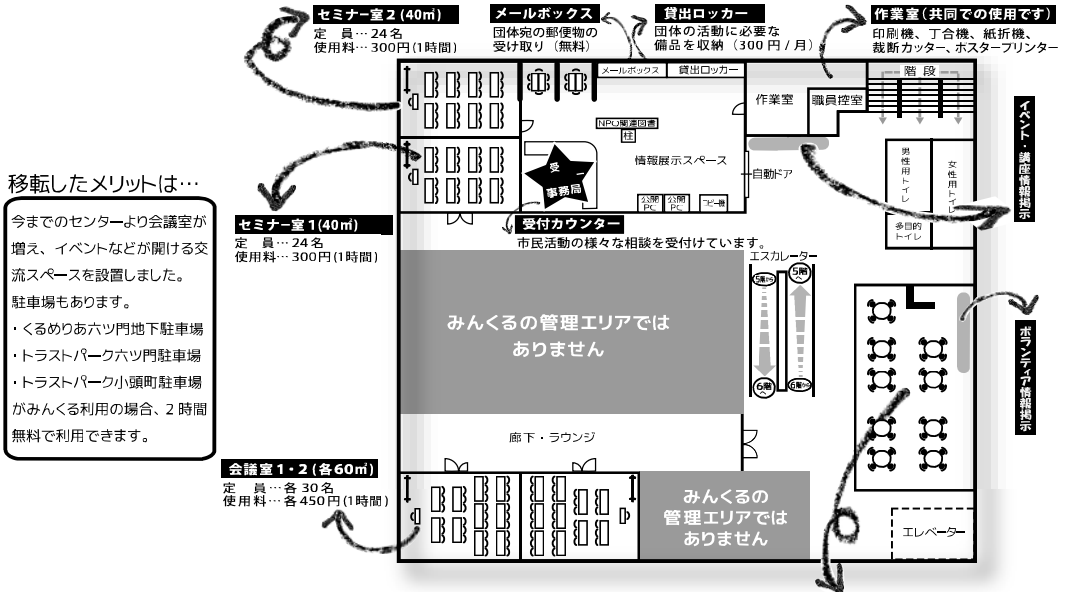 セミナー室2(40㎡)
定　員…24名
使用料…300円(1時間)
メールボックス
団体宛の郵便物の
受け取り（無料）
貸出ロッカー
団体の活動に必要な
備品を収納（300円/月）
作業室(共同での使用です)
印刷機、丁合機、紙折機、
裁断カッター、ポスタープリンター
メールボックス
貸出ロッカー
階段
作業室
職員控室
NPO関連図書
柱
情報展示スペース
受付
事務局
自動ドア
公開
PC
公開
PC
コピー機
男性用トイレ
女性用トイレ
多目的
トイレ
イベント・講座情報掲示
移転したメリットは…
今までのセンターより会議室が
増え、イベントなどが開ける交
流スペースを設置しました。
駐車場もあります。
・くるめりあ六ツ門地下駐車場
・トラストパーク六ツ門駐車場
・トラストパーク小頭町駐車場
がみんくる利用の場合、2時間
無料で利用できます。
セミナー室1(40㎡)
定　員…24名
使用料…300円(1時間)
受付カウンター
市民活動の様々な相談を受付けています。
エスカレーター
5階から
5階へ
6階へ
6階から
みんくるの管理エリアでは
ありません
ボランティア情報掲示
廊下・ラウンジ
会議室1・2(各60㎡)
定　員…各30名
使用料…各450円(1時間)
みんくるの
管理エリアでは
ありません
エレベーター